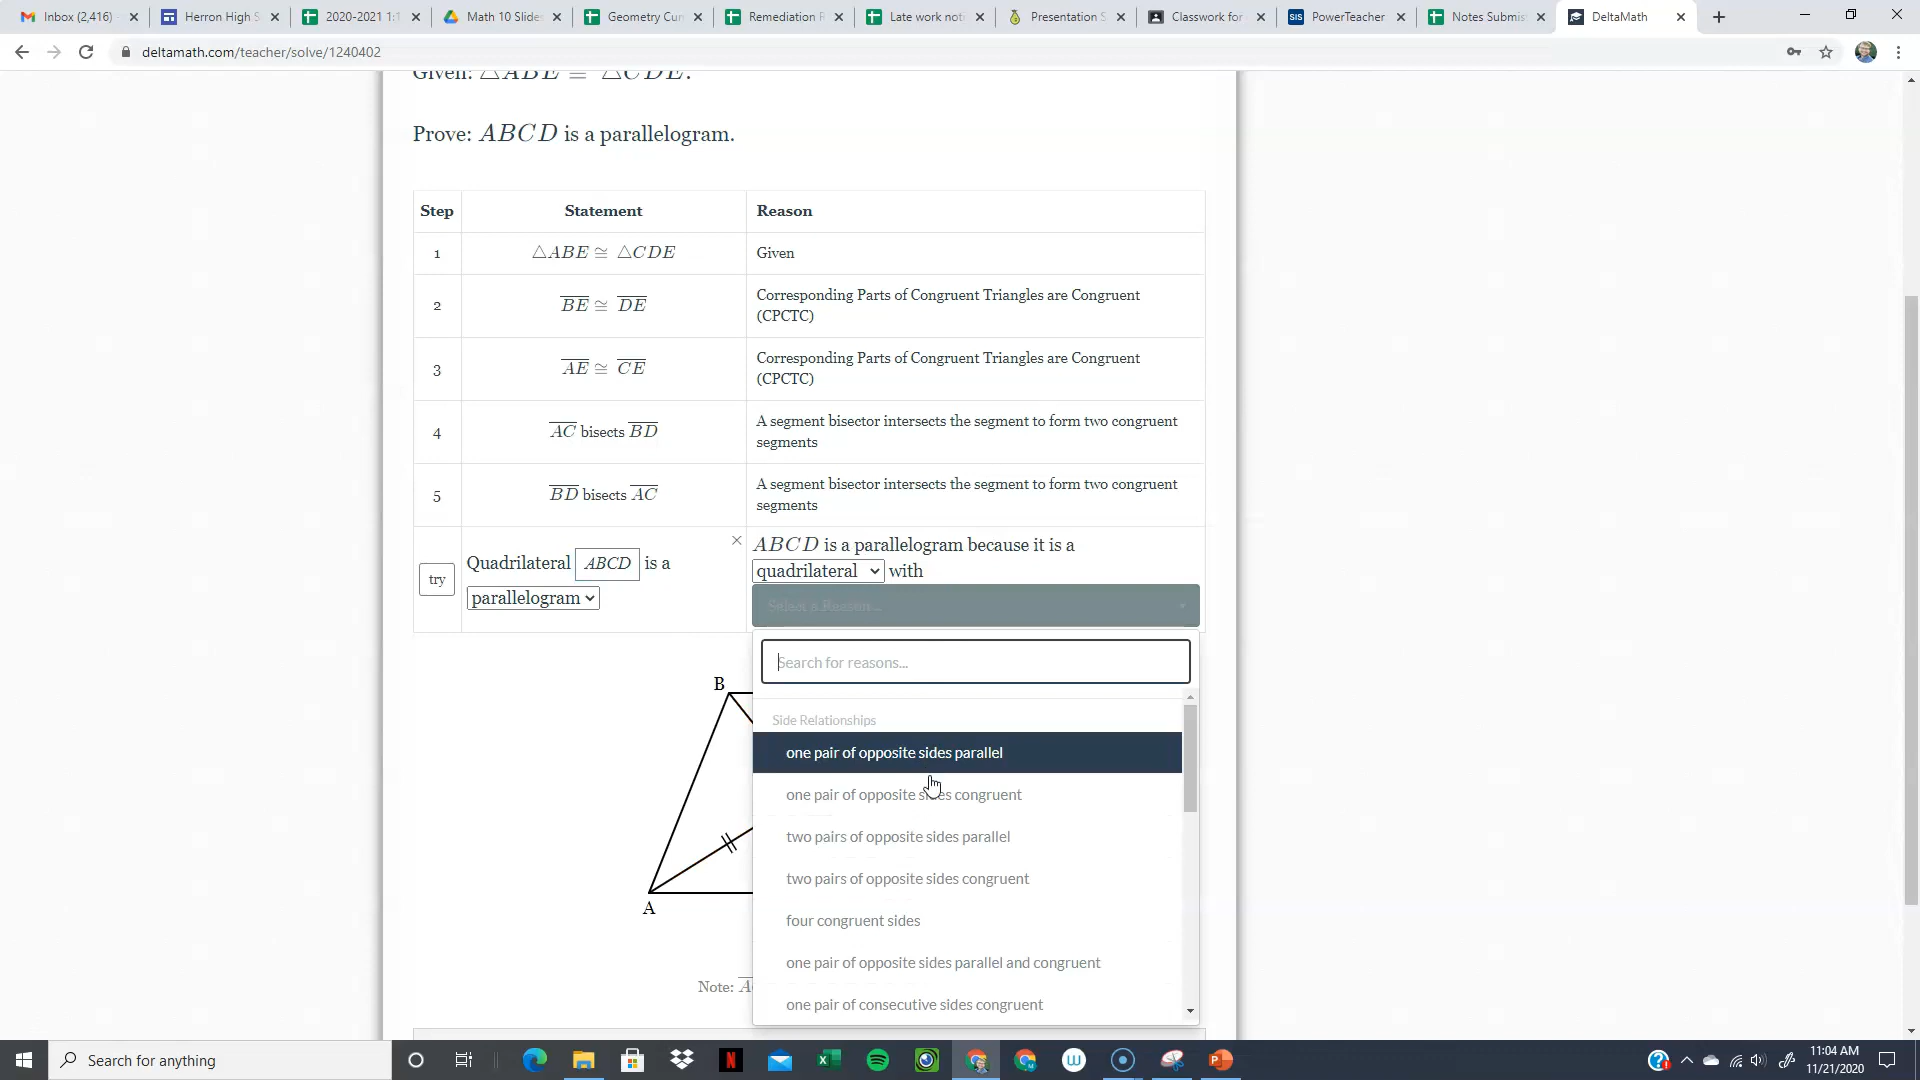 Inbox (2,416)
Herron High S
2020-2021 1:1
Math 10 Slides
Geometry Cur
Remediation P
Late work not
Presentation S
Classwork for
SIS PowerTeacher
Notes Submis
DeltaMath
deltamath.com/teacher/solve/1240402
Given: △ABE ≅ △CDE.
Prove: ABCD is a parallelogram.
Step Statement Reason
1 △ABE ≅ △CDE Given
2 BE ≅ DE Corresponding Parts of Congruent Triangles are Congruent
(CPCTC)
3 AE ≅ CE Corresponding Parts of Congruent Triangles are Congruent
(CPCTC)
4 AC bisects BD A segment bisector intersects the segment to form two congruent
segments
5 BD bisects AC A segment bisector intersects the segment to form two congruent
segments
try
Quadrilateral ABCD is a
parallelogram
ABCD is a parallelogram because it is a
quadrilateral with
Select a Reason...
Search for reasons...
Side Relationships
one pair of opposite sides parallel
one pair of opposite sides congruent
two pairs of opposite sides parallel
two pairs of opposite sides congruent
four congruent sides
one pair of opposite sides parallel and congruent
one pair of consecutive sides congruent
B
A
Note: A
Search for anything
11:04 AM
11/21/2020